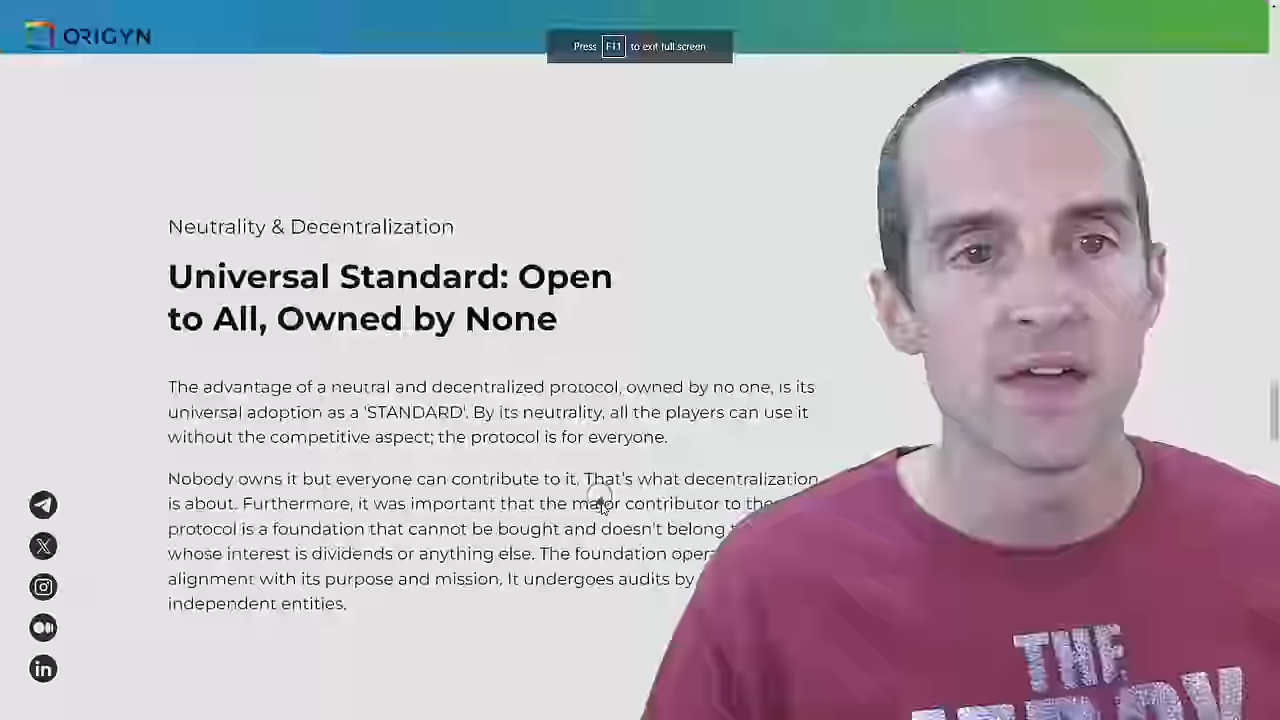 ORIGYN
Press F11 to exit full screen
Neutrality & Decentralization
Universal Standard: Open
to All, Owned by None
The advantage of a neutral and decentralized protocol, owned by no one, is its
universal adoption as a 'STANDARD'. By its neutrality, all the players can use it
without the competitive aspect; the protocol is for everyone.
Nobody owns it but everyone can contribute to it. That's what decentralization
is about. Furthermore, it was important that the major contributor to
protocol is a foundation that cannot be bought and doesn't belong
whose interest is dividends or anything else. The foundation
alignment with its purpose and mission. It undergoes audits by
independent entities.
THE